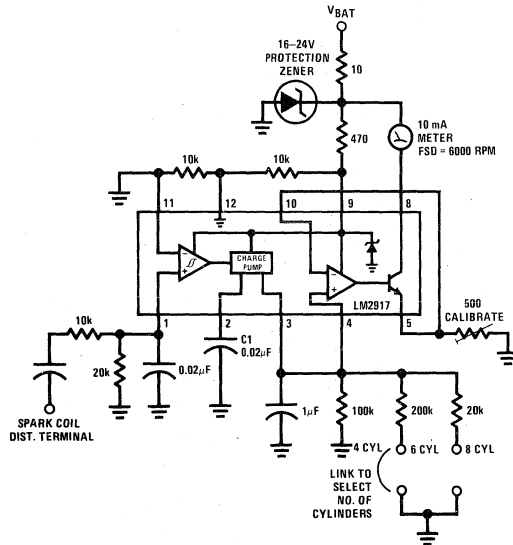 VBAT
16–24V
PROTECTION
ZENER
10
10 mA
METER
FSD = 6000 RPM
470
10k
10k
11
12
10
9
8
CHARGE
PUMP
LM2917
1
2
3
4
5
500
CALIBRATE
10k
20k
0.02μF
C1
0.02μF
1μF
100k
200k
20k
SPARK COIL
DIST. TERMINAL
4 CYL
6 CYL
8 CYL
LINK TO
SELECT
NO. OF
CYLINDERS